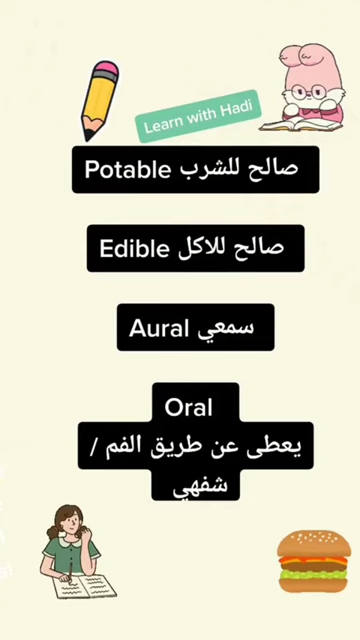 Learn with Hadi
Potable صالح للشرب
Edible صالح للاكل
Aural سمعي
Oral
يعطى عن طريق الفم /
شفهي